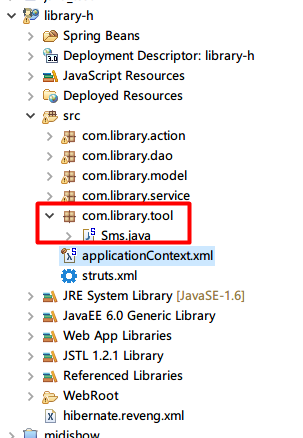 library-h
Spring Beans
Deployment Descriptor: library-h
JavaScript Resources
Deployed Resources
src
com.library.action
com.library.dao
com.library.model
com.library.service
com.library.tool
Sms.java
applicationContext.xml
struts.xml
JRE System Library [JavaSE-1.6]
JavaEE 6.0 Generic Library
Web App Libraries
JSTL 1.2.1 Library
Referenced Libraries
WebRoot
hibernate.reveng.xml
midishow